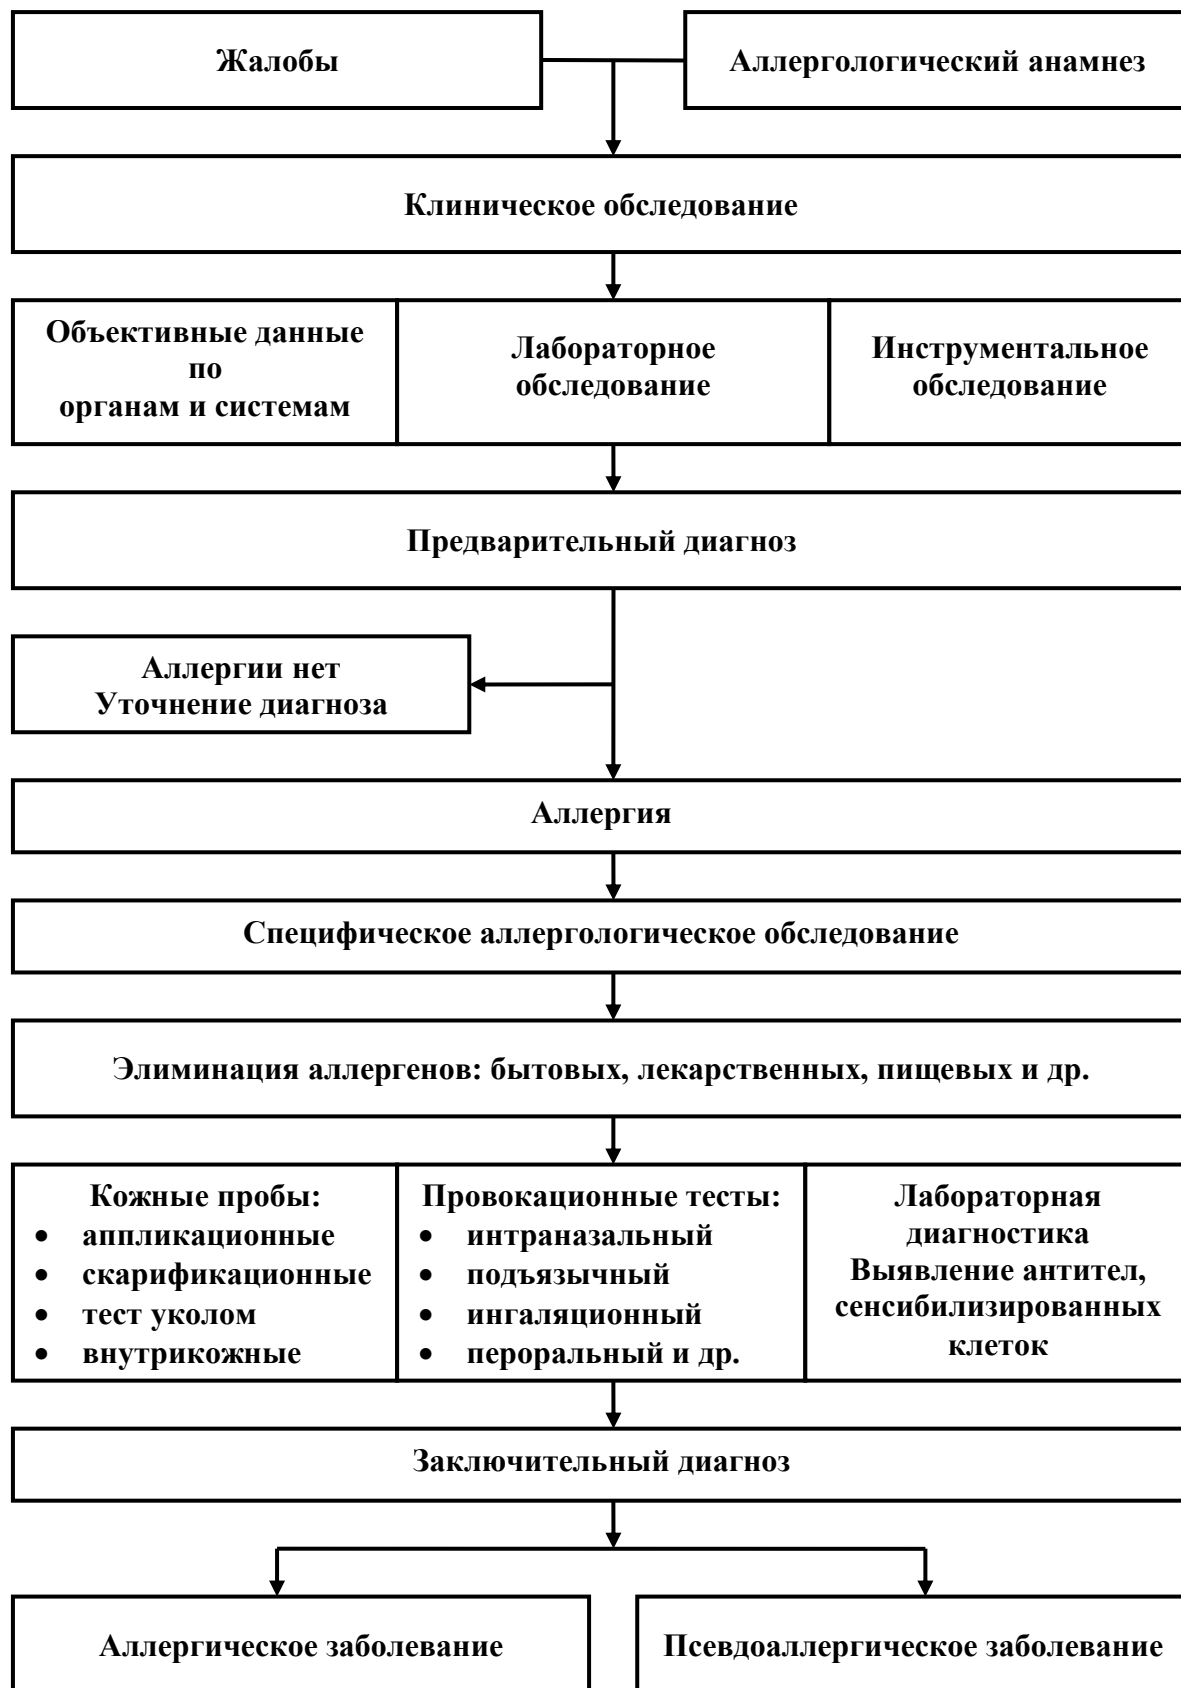 Жалобы
Аллергологический анамнез
Клиническое обследование
Объективные данные
по
органам и системам
Лабораторное
обследование
Инструментальное
обследование
Предварительный диагноз
Аллергии нет
Уточнение диагноза
Аллергия
Специфическое аллергологическое обследование
Элиминация аллергенов: бытовых, лекарственных, пищевых и др.
Кожные пробы:
• аппликационные
• скарификационные
• тест уколом
• внутрикожные
Провокационные тесты:
• интраназальный
• подъязычный
• ингаляционный
• пероральный и др.
Лабораторная
диагностика
Выявление антител,
сенсибилизированных
клеток
Заключительный диагноз
Аллергическое заболевание
Псевдоаллергическое заболевание